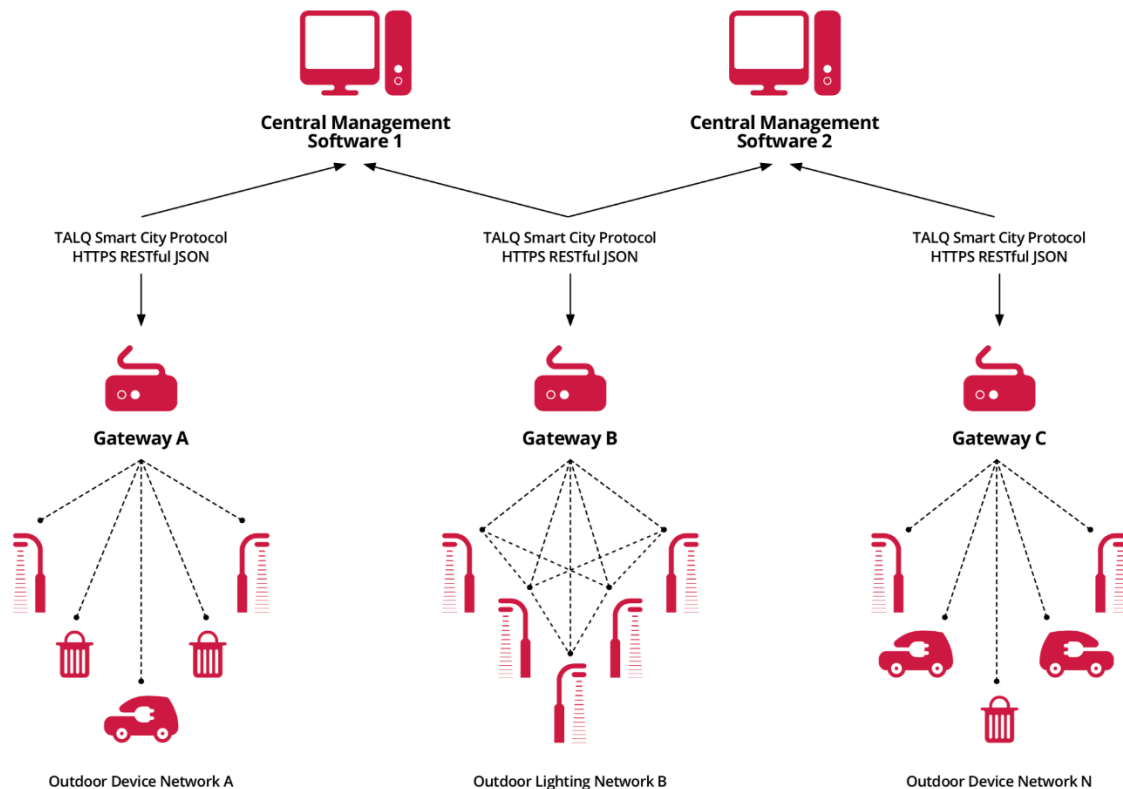 Central Management
Software 1
Central Management
Software 2
TALQ Smart City Protocol
HTTPS RESTful JSON
TALQ Smart City Protocol
HTTPS RESTful JSON
TALQ Smart City Protocol
HTTPS RESTful JSON
Gateway A
Gateway B
Gateway C
Outdoor Device Network A
Outdoor Lighting Network B
Outdoor Device Network N